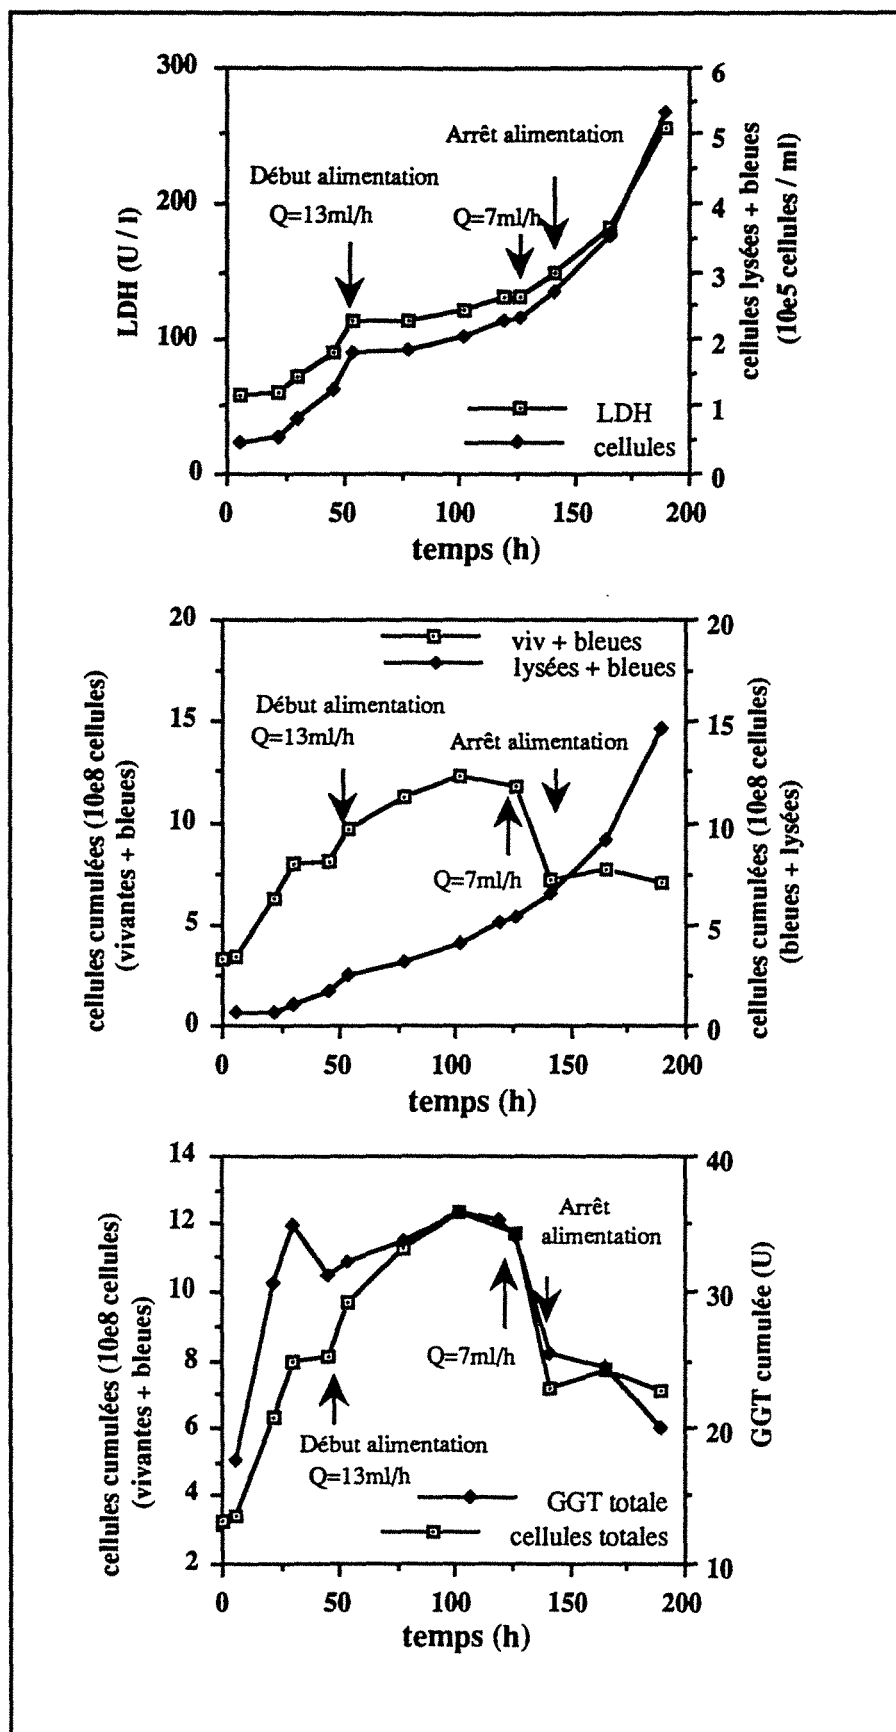 300
200
100
0
LDH (U / l)
6
5
4
3
2
1
0
cellules lysées + bleues
(10e5 cellules / ml)
Arrêt alimentation
Début alimentation
Q=13ml/h
Q=7ml/h
LDH
cellules
0 50 100 150 200
temps (h)
20
15
10
5
0
cellules cumulées (10e8 cellules)
(vivantes + bleues)
20
15
10
5
0
cellules cumulées (10e8 cellules)
(bleues + lysées)
viv + bleues
lysées + bleues
Début alimentation
Q=13ml/h
Arrêt alimentation
Q=7ml/h
0 50 100 150 200
temps (h)
14
12
10
8
6
4
2
cellules cumulées (10e8 cellules)
(vivantes + bleues)
40
30
20
10
GGT cumulée (U)
Arrêt
alimentation
Q=7ml/h
Début alimentation
Q=13ml/h
GGT totale
cellules totales
0 50 100 150 200
temps (h)